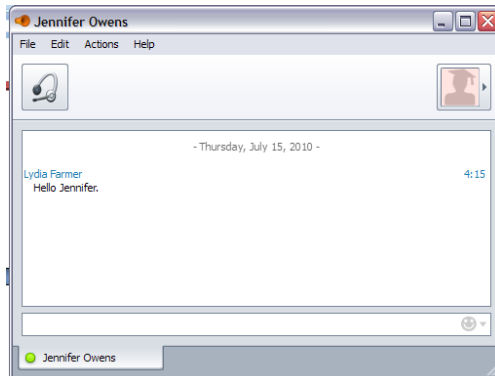 Jennifer Owens
File Edit Actions Help
- Thursday, July 15, 2010 -
Lydia Farmer 4:15
Hello Jennifer.
Jennifer Owens